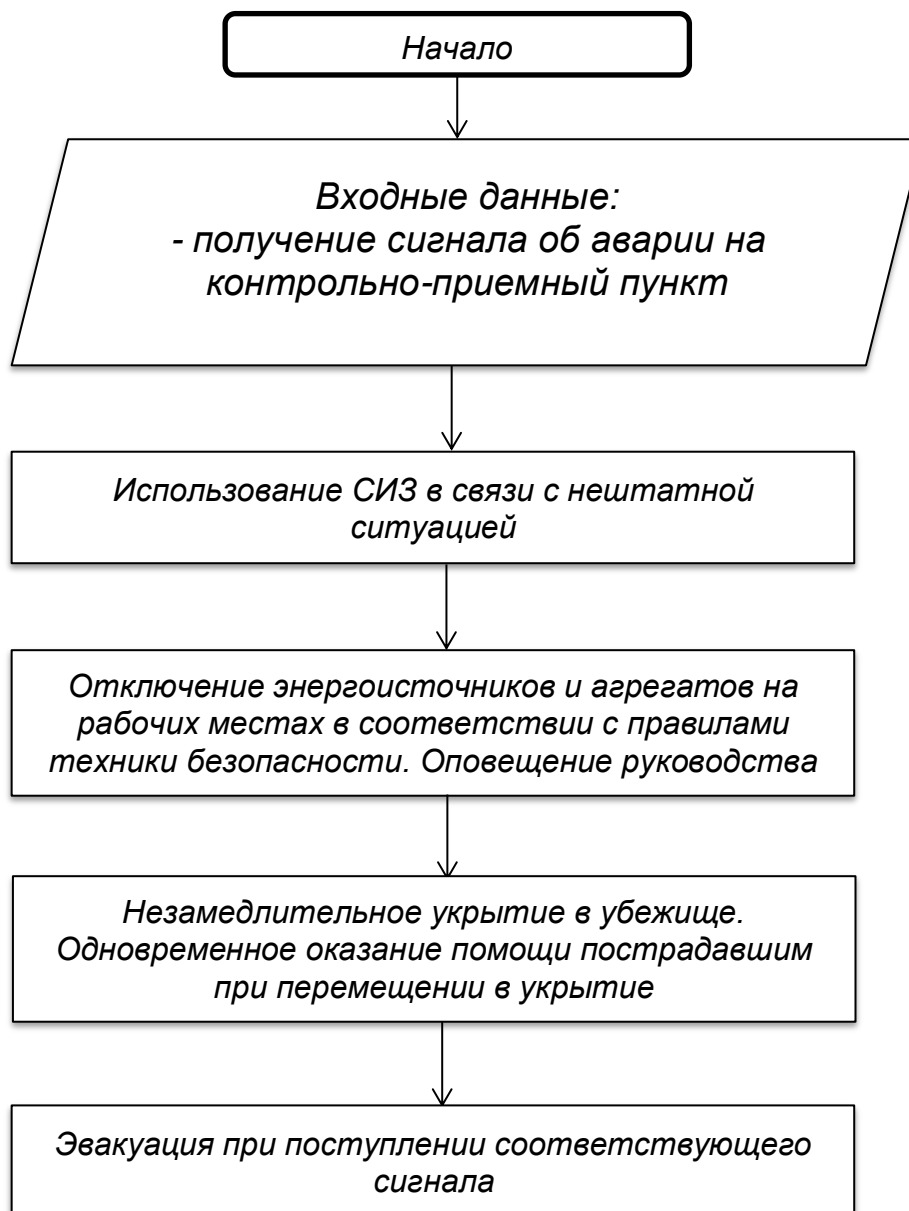 Начало
Входные данные:
- получение сигнала об аварии на
контрольно-приемный пункт
Использование СИЗ в связи с нештатной
ситуацией
Отключение энергоисточников и агрегатов на
рабочих местах в соответствии с правилами
техники безопасности. Оповещение руководства
Незамедлительное укрытие в убежище.
Одновременное оказание помощи пострадавшим
при перемещении в укрытие
Эвакуация при поступлении соответствующего
сигнала